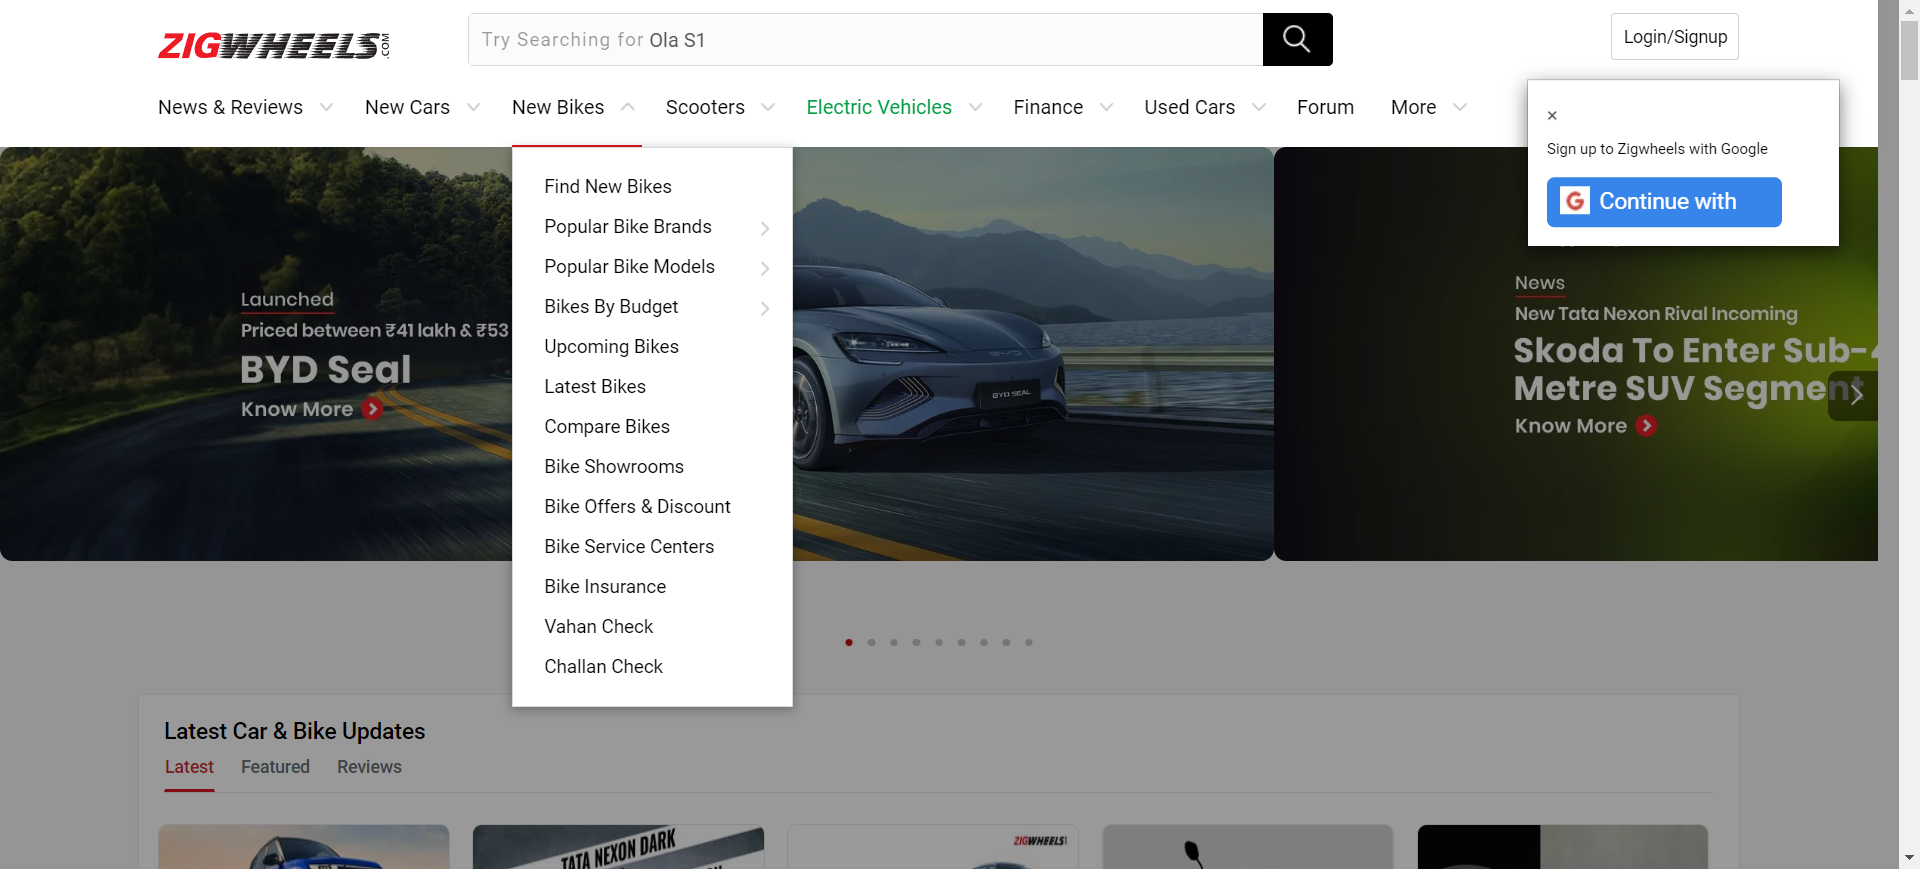 ZIGWHEELS.COM
Try Searching for Ola S1
Login/Signup
News & Reviews
New Cars
New Bikes
Scooters
Electric Vehicles
Finance
Used Cars
Forum
More
×
Sign up to Zigwheels with Google
G Continue with
Find New Bikes
Popular Bike Brands
Popular Bike Models
Bikes By Budget
Upcoming Bikes
Latest Bikes
Compare Bikes
Bike Showrooms
Bike Offers & Discount
Bike Service Centers
Bike Insurance
Vahan Check
Challan Check
Launched
Priced between ₹41 lakh & ₹53
BYD Seal
Know More
BYD
BYD SEAL
News
New Tata Nexon Rival Incoming
Skoda To Enter Sub-4
Metre SUV Segment
Know More
Latest Car & Bike Updates
Latest
Featured
Reviews
TATA NEXON DARK
ZIGWHEELS